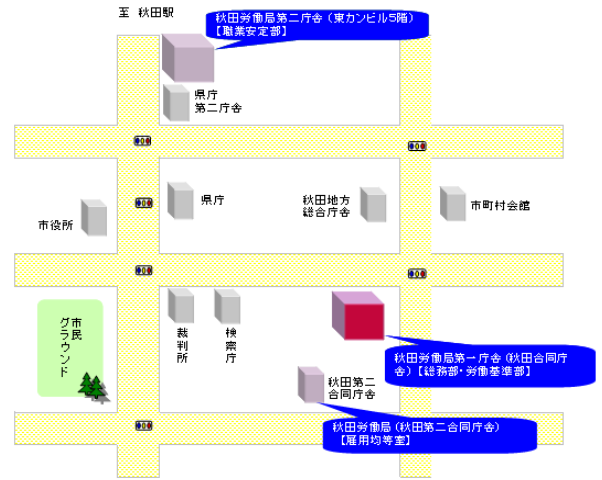 至 秋田駅
秋田労働局第二庁舎（東カンビル5階）
【職業安定部】
県庁
第二庁舎
県庁
秋田地方
総合庁舎
市町村会館
市役所
市民
グラウンド
裁判所
検察庁
秋田労働局第一庁舎（秋田合同庁
舎）【総務部・労働基準部】
秋田第二
合同庁舎
秋田労働局（秋田第二合同庁舎）
【雇用均等室】